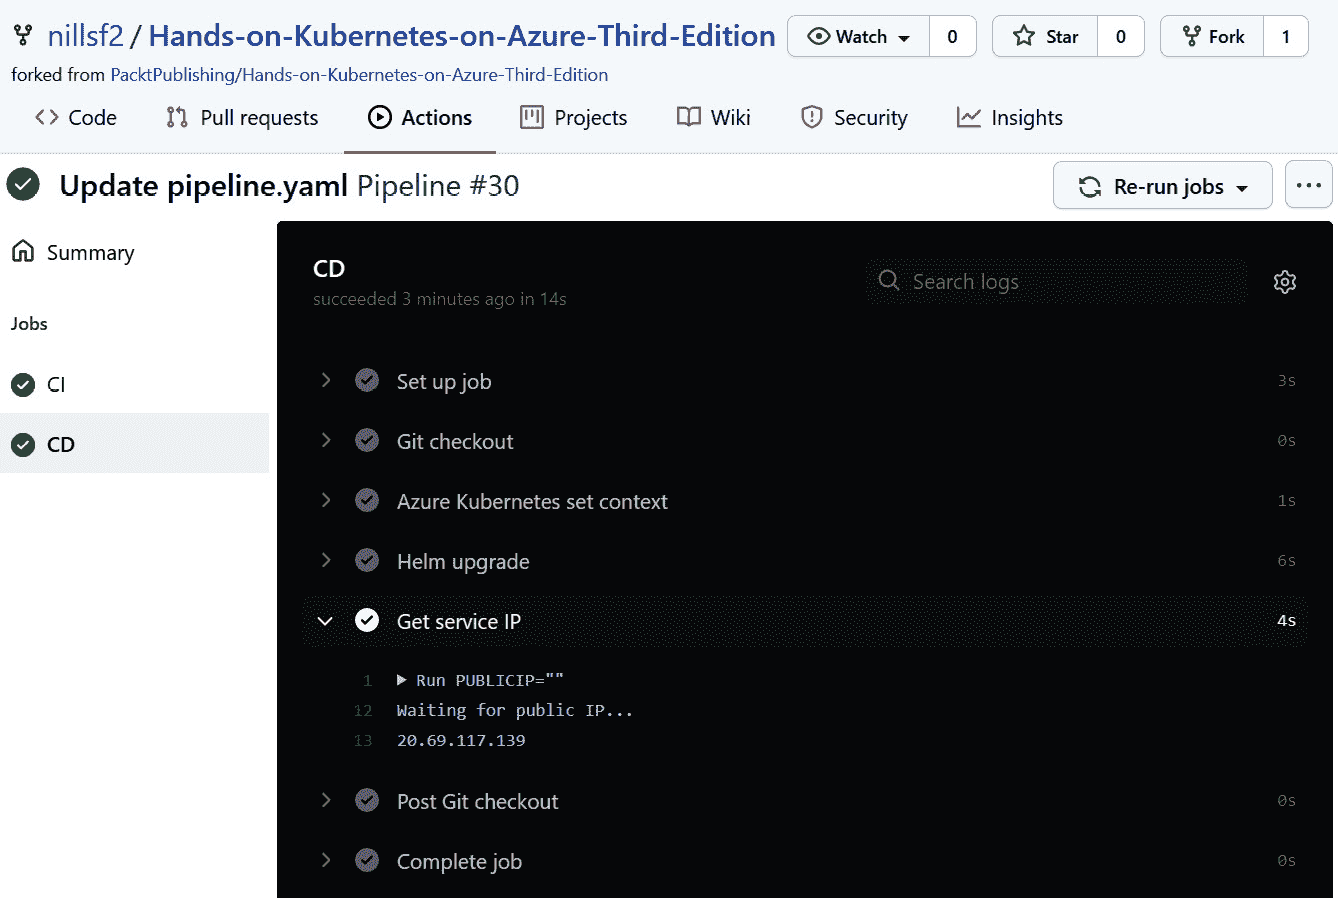 nillsf2 / Hands-on-Kubernetes-on-Azure-Third-Edition Watch 0 Star 0 Fork 1
forked from PacktPublishing/Hands-on-Kubernetes-on-Azure-Third-Edition
Code Pull requests Actions Projects Wiki Security Insights
Update pipeline.yaml Pipeline #30 Re-run jobs ...
Summary
Jobs
CI
CD
CD
succeeded 3 minutes ago in 14s
Search logs
Set up job 3s
Git checkout 0s
Azure Kubernetes set context 1s
Helm upgrade 6s
Get service IP 4s
1 Run PUBLICIP=""
12 Waiting for public IP...
13 20.69.117.139
Post Git checkout 0s
Complete job 0s